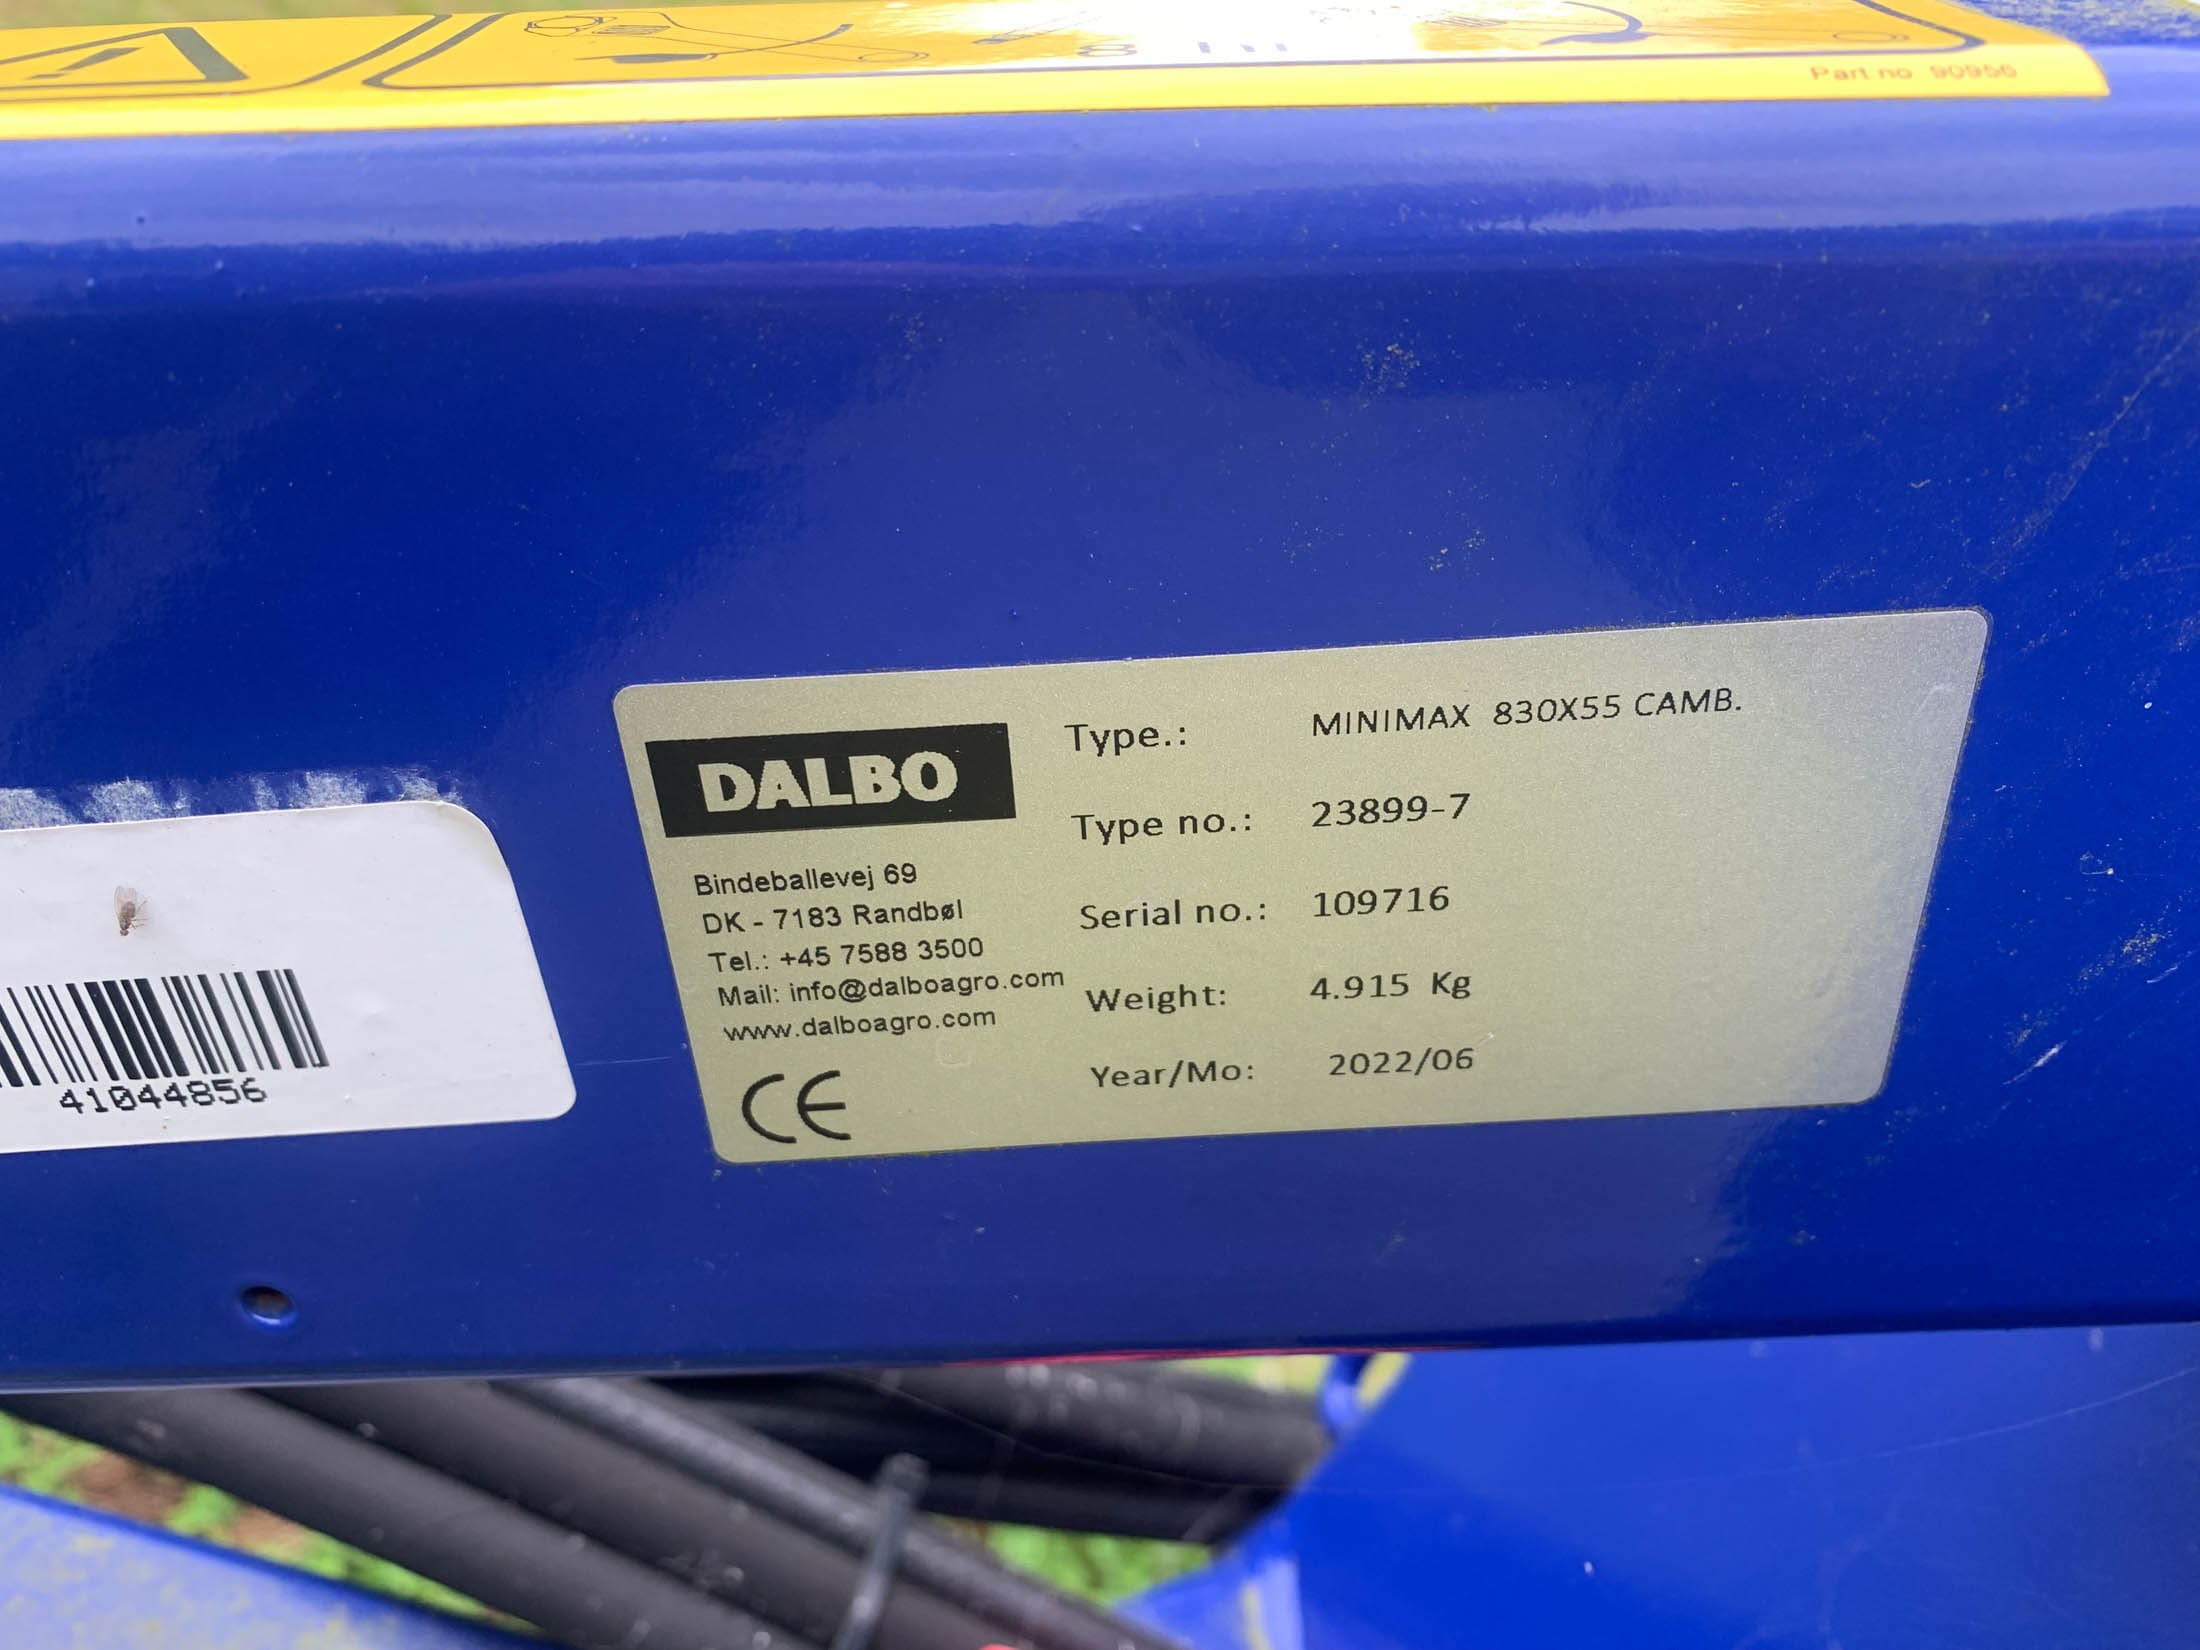 Part no 90956
DALBO
Bindeballevej 69
DK - 7183 Randbøl
Tel.: +45 7588 3500
Mail: info@dalboagro.com
www.dalboagro.com
CE
Type.: MINIMAX 830X55 CAMB.
Type no.: 23899-7
Serial no.: 109716
Weight: 4.915 Kg
Year/Mo: 2022/06
41044856